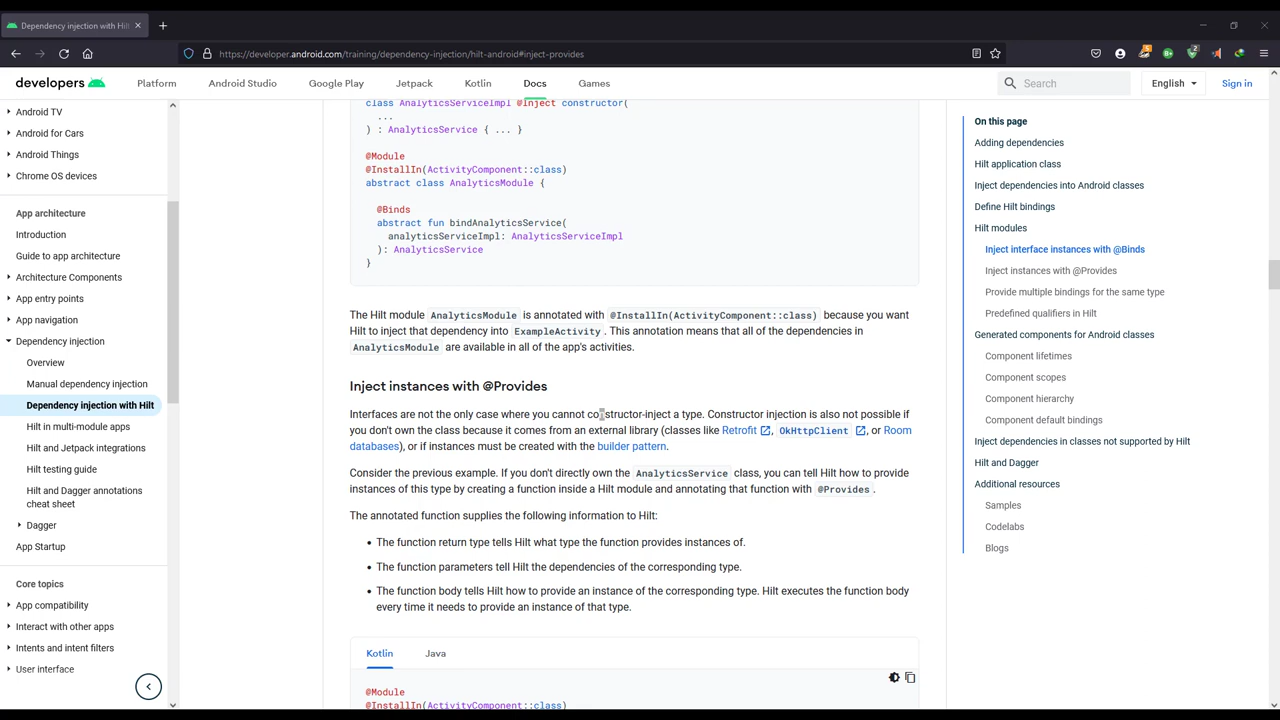 Dependency injection with Hilt
https://developer.android.com/training/dependency-injection/hilt-android#inject-provides
developers
Platform
Android Studio
Google Play
Jetpack
Kotlin
Docs
Games
Search
English
Sign in
Android TV
Android for Cars
Android Things
Chrome OS devices
App architecture
Introduction
Guide to app architecture
Architecture Components
App entry points
App navigation
Dependency injection
Overview
Manual dependency injection
Dependency injection with Hilt
Hilt in multi-module apps
Hilt and Jetpack integrations
Hilt testing guide
Hilt and Dagger annotations
cheat sheet
Dagger
App Startup
Core topics
App compatibility
Interact with other apps
Intents and intent filters
User interface
class AnalyticsServiceImpl @Inject constructor(
...
) : AnalyticsService { ... }
@Module
@InstallIn(ActivityComponent::class)
abstract class AnalyticsModule {
@Binds
abstract fun bindAnalyticsService(
analyticsServiceImpl: AnalyticsServiceImpl
): AnalyticsService
}
The Hilt module AnalyticsModule is annotated with @InstallIn(ActivityComponent::class) because you want
Hilt to inject that dependency into ExampleActivity. This annotation means that all of the dependencies in
AnalyticsModule are available in all of the app's activities.
Inject instances with @Provides
Interfaces are not the only case where you cannot constructor-inject a type. Constructor injection is also not possible if
you don't own the class because it comes from an external library (classes like Retrofit, OkHttpClient, or Room
databases), or if instances must be created with the builder pattern.
Consider the previous example. If you don't directly own the AnalyticsService class, you can tell Hilt how to provide
instances of this type by creating a function inside a Hilt module and annotating that function with @Provides.
The annotated function supplies the following information to Hilt:
• The function return type tells Hilt what type the function provides instances of.
• The function parameters tell Hilt the dependencies of the corresponding type.
• The function body tells Hilt how to provide an instance of the corresponding type. Hilt executes the function body
every time it needs to provide an instance of that type.
Kotlin
Java
@Module
@InstallIn(ActivityComponent::class)
On this page
Adding dependencies
Hilt application class
Inject dependencies into Android classes
Define Hilt bindings
Hilt modules
Inject interface instances with @Binds
Inject instances with @Provides
Provide multiple bindings for the same type
Predefined qualifiers in Hilt
Generated components for Android classes
Component lifetimes
Component scopes
Component hierarchy
Component default bindings
Inject dependencies in classes not supported by Hilt
Hilt and Dagger
Additional resources
Samples
Codelabs
Blogs